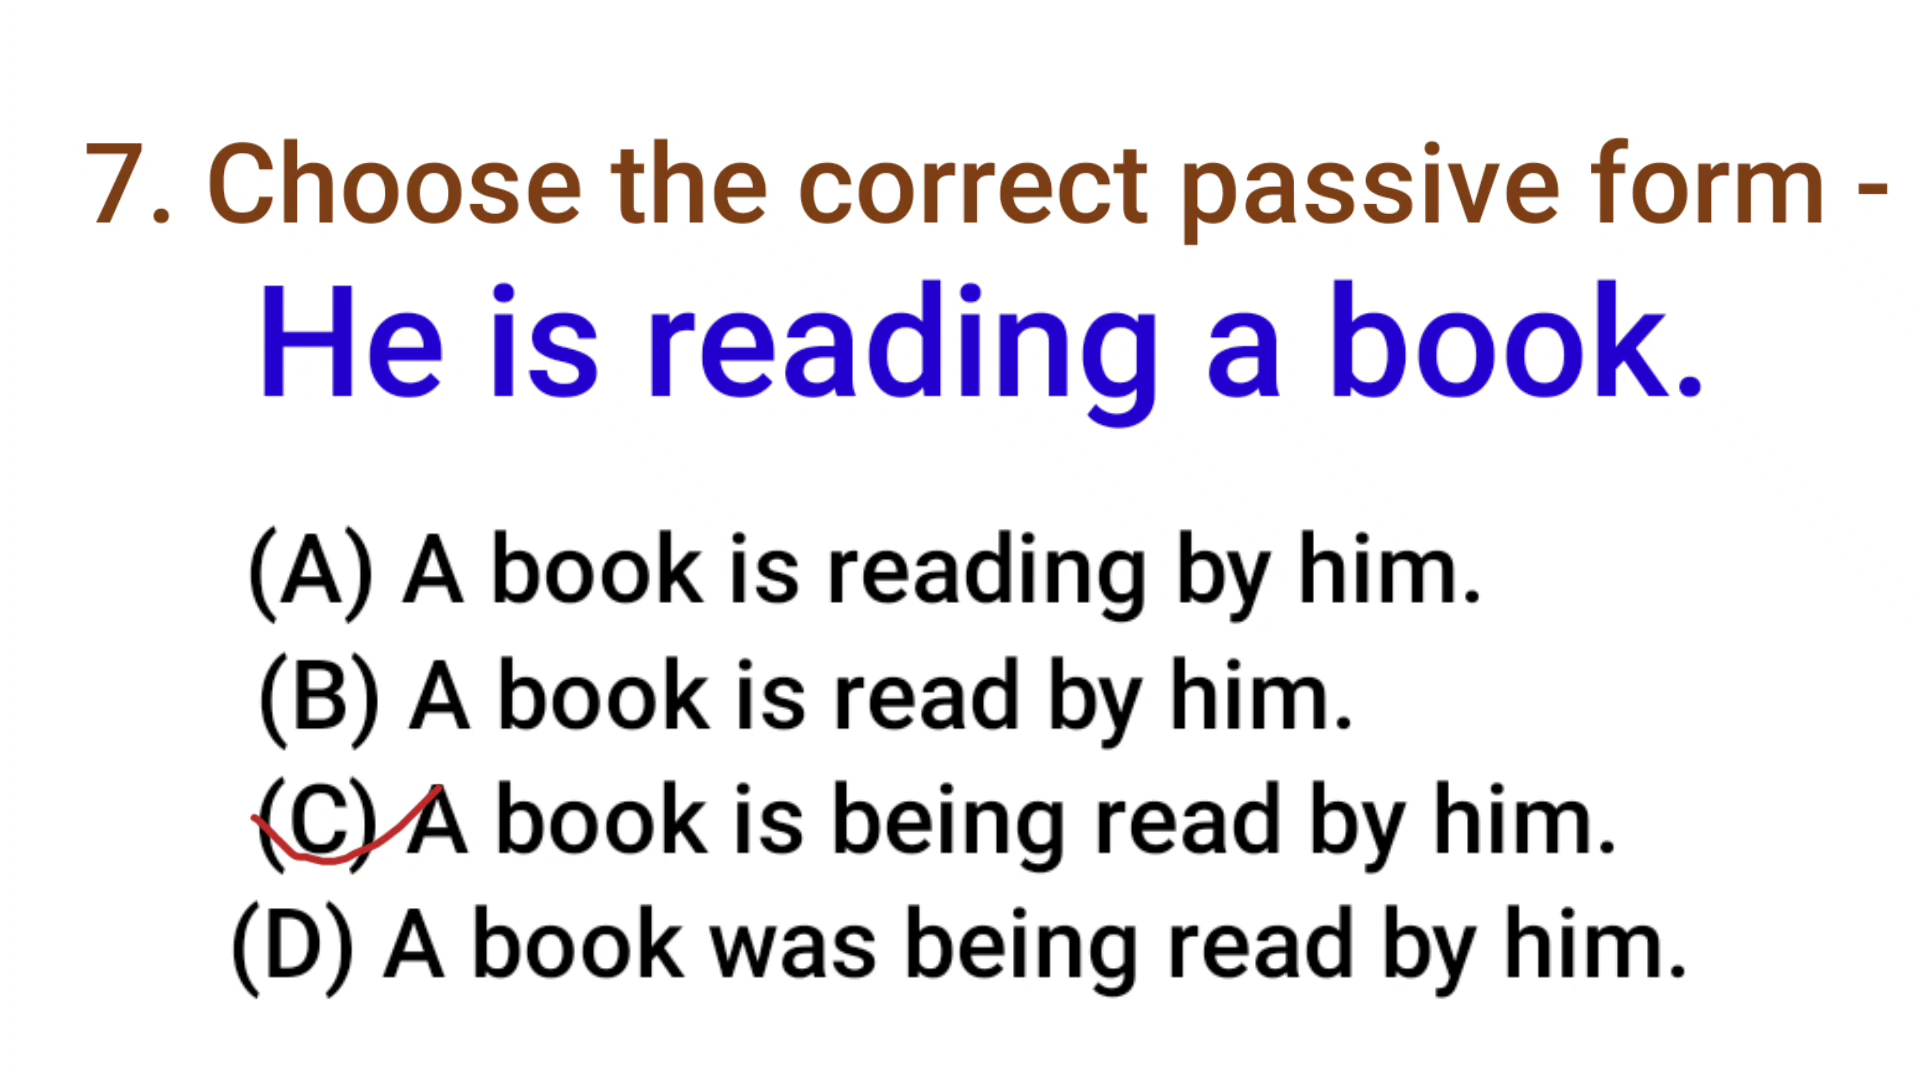 7. Choose the correct passive form -
He is reading a book.
(A) A book is reading by him.
(B) A book is read by him.
(C) A book is being read by him.
(D) A book was being read by him.